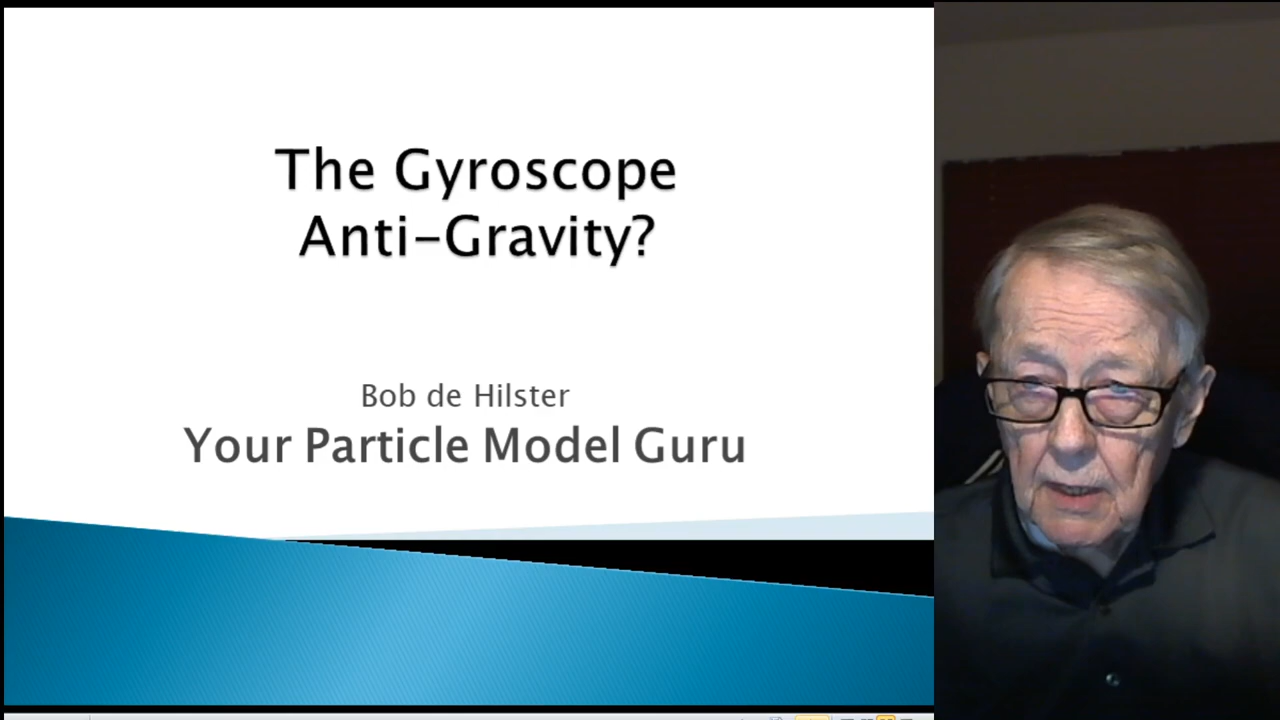 The Gyroscope
Anti-Gravity?
Bob de Hilster
Your Particle Model Guru